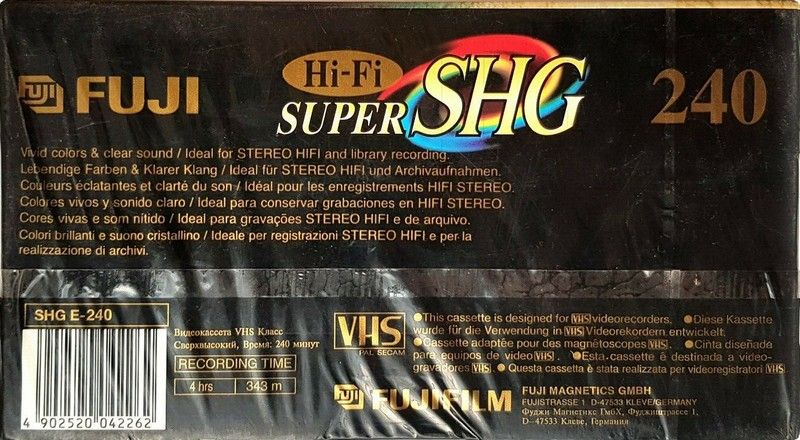 FUJI FUJI
Hi-Fi
SUPER SHG
240
Vivid colors & clear sound / Ideal for STEREO HIFI and library recording.
Lebendige Farben & Klarer Klang / Ideal für STEREO HIFI und Archivaufnahmen.
Couleurs éclatantes et clarté du son / Idéal pour les enregistrements HIFI STEREO.
Colores vivos y sonido claro / Ideal para conservar grabaciones en HIFI STEREO.
Cores vivas e som nítido / Ideal para gravações STEREO HIFI e de arquivo.
Colori brillanti e suono cristallino / Ideale per registrazioni STEREO HIFI e per la
realizzazione di archivi.
SHG E-240
4 902520 042262
Видеокассета VHS Класс
Сверхвысокий, Время: 240 минут
RECORDING TIME
4 hrs 343 m
VHS
PAL SECAM
●This cassette is designed for VHS videorecorders. ●Diese Kassette
wurde für die Verwendung in VHS Videorekordern entwickelt.
●Cassette adaptée pour des magnétoscopes VHS. ●Cinta diseñada
para equipos de video VHS. ●Esta cassette é destinada a video-
gravadores VHS. ●Questa cassetta è stata realizzata per videoregistratori VHS.
FUJI FUJIFILM
FUJI MAGNETICS GMBH
FUJISTRASSE 1 D-47533 KLEVE/GERMANY
Фуджи Магнетикс ГмбХ, Фуджиштрассе 1,
D-47533 Клеве, Германия